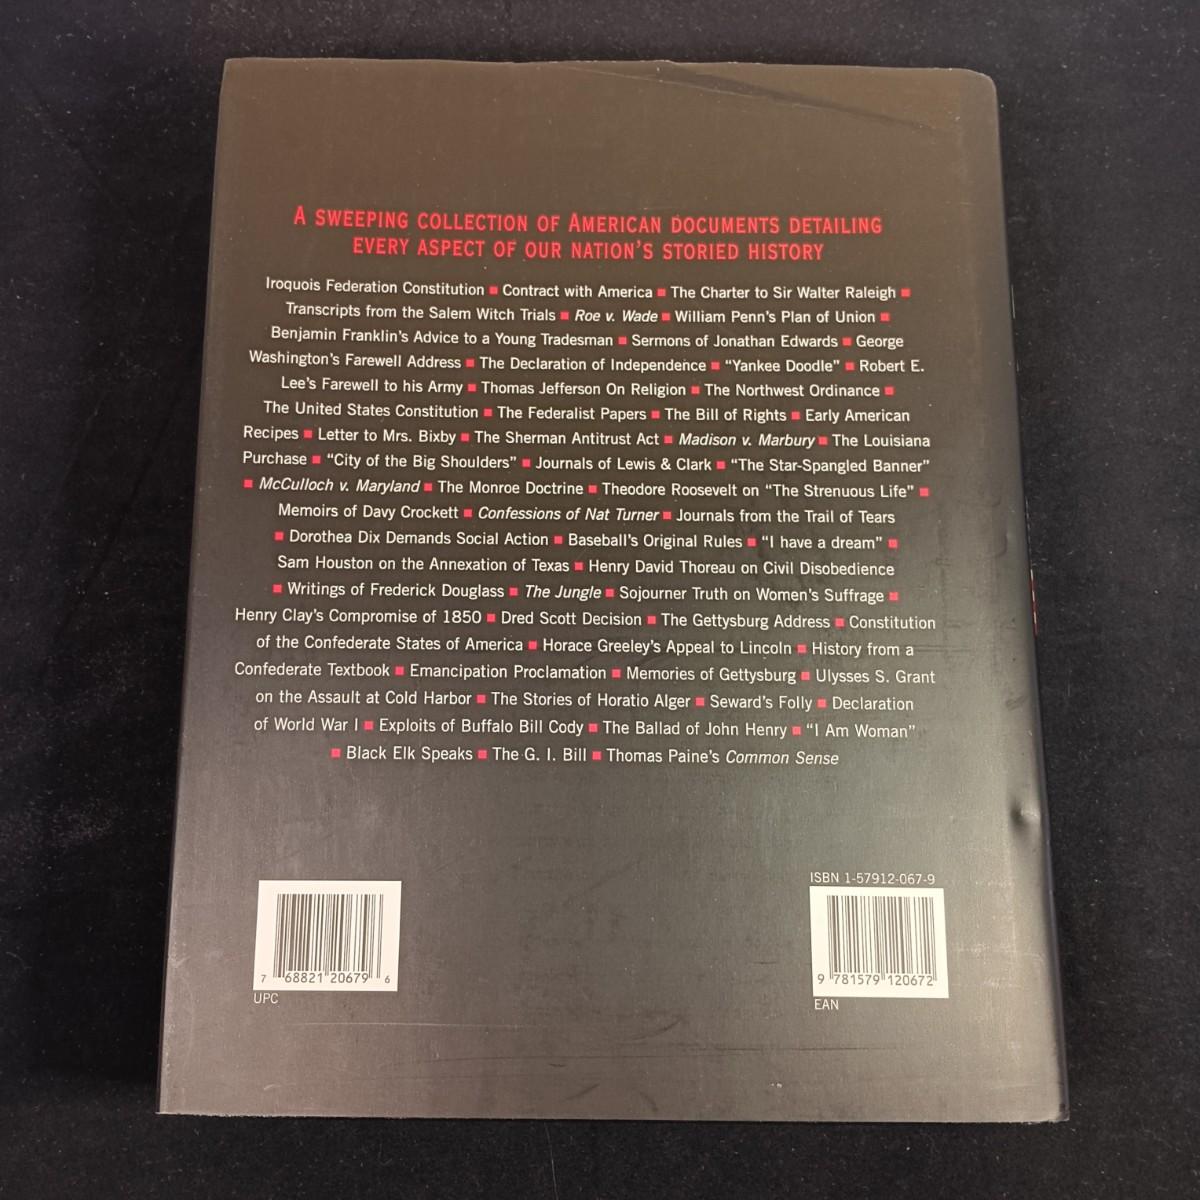 A SWEEPING COLLECTION OF AMERICAN DOCUMENTS DETAILING
EVERY ASPECT OF OUR NATION'S STORIED HISTORY
Iroquois Federation Constitution ■ Contract with America ■ The Charter to Sir Walter Raleigh ■
Transcripts from the Salem Witch Trials ■ Roe v. Wade ■ William Penn's Plan of Union ■
Benjamin Franklin's Advice to a Young Tradesman ■ Sermons of Jonathan Edwards ■ George
Washington's Farewell Address ■ The Declaration of Independence ■ "Yankee Doodle" ■ Robert E.
Lee's Farewell to his Army ■ Thomas Jefferson On Religion ■ The Northwest Ordinance ■
The United States Constitution ■ The Federalist Papers ■ The Bill of Rights ■ Early American
Recipes ■ Letter to Mrs. Bixby ■ The Sherman Antitrust Act ■ Madison v. Marbury ■ The Louisiana
Purchase ■ "City of the Big Shoulders" ■ Journals of Lewis & Clark ■ "The Star-Spangled Banner"
■ McCulloch v. Maryland ■ The Monroe Doctrine ■ Theodore Roosevelt on "The Strenuous Life" ■
Memoirs of Davy Crockett ■ Confessions of Nat Turner ■ Journals from the Trail of Tears
■ Dorothea Dix Demands Social Action ■ Baseball's Original Rules ■ "I have a dream" ■
Sam Houston on the Annexation of Texas ■ Henry David Thoreau on Civil Disobedience
■ Writings of Frederick Douglass ■ The Jungle ■ Sojourner Truth on Women's Suffrage ■
Henry Clay's Compromise of 1850 ■ Dred Scott Decision ■ The Gettysburg Address ■ Constitution
of the Confederate States of America ■ Horace Greeley's Appeal to Lincoln ■ History from a
Confederate Textbook ■ Emancipation Proclamation ■ Memories of Gettysburg ■ Ulysses S. Grant
on the Assault at Cold Harbor ■ The Stories of Horatio Alger ■ Seward's Folly ■ Declaration
of World War I ■ Exploits of Buffalo Bill Cody ■ The Ballad of John Henry ■ "I Am Woman"
■ Black Elk Speaks ■ The G. I. Bill ■ Thomas Paine's Common Sense
7 68821 20679 6
UPC
ISBN 1-57912-067-9
9 781579 120672
EAN